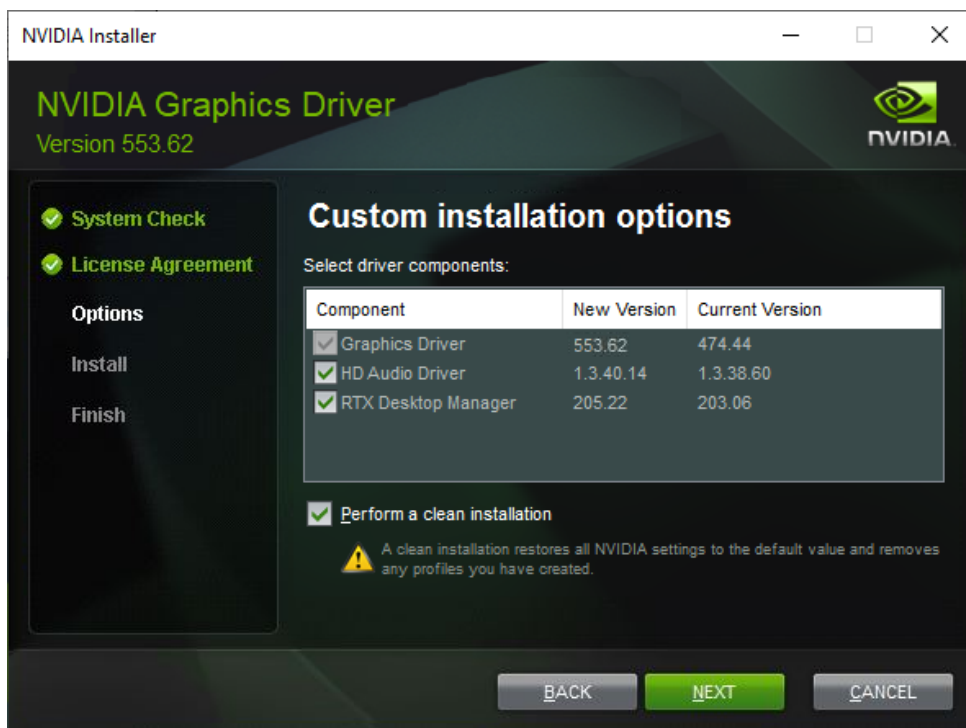 NVIDIA Installer
NVIDIA Graphics Driver
Version 553.62
NVIDIA.
System Check
License Agreement
Options
Install
Finish
Custom installation options
Select driver components:
Component New Version Current Version
Graphics Driver 553.62 474.44
HD Audio Driver 1.3.40.14 1.3.38.60
RTX Desktop Manager 205.22 203.06
Perform a clean installation
A clean installation restores all NVIDIA settings to the default value and removes
any profiles you have created.
BACK NEXT CANCEL